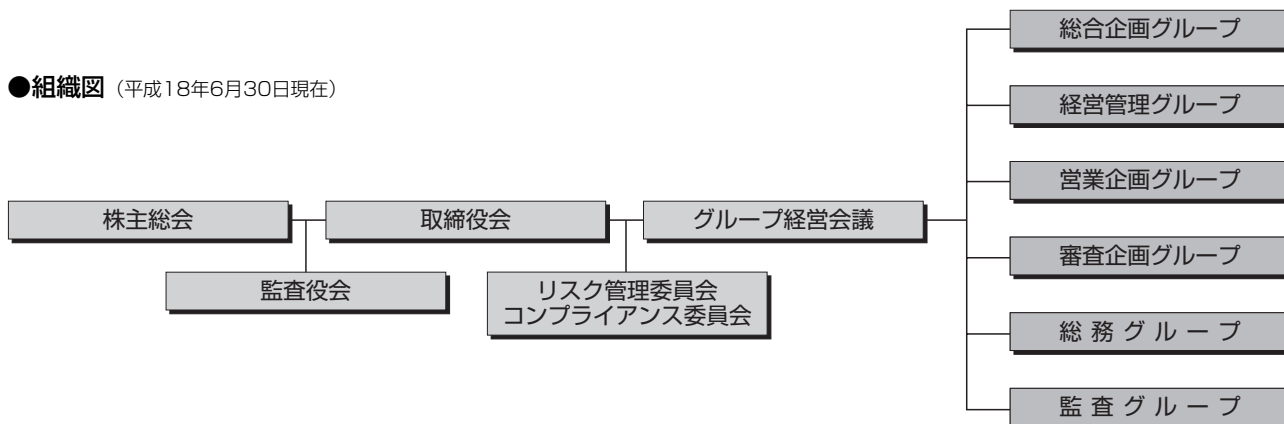 ●組織図（平成18年6月30日現在）
株主総会
取締役会
グループ経営会議
監査役会
リスク管理委員会
コンプライアンス委員会
総合企画グループ
経営管理グループ
営業企画グループ
審査企画グループ
総務グループ
監査グループ